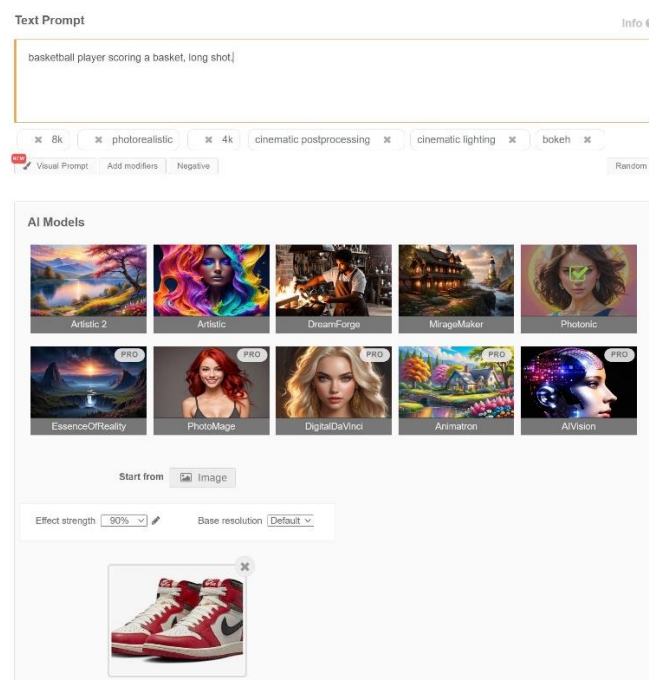 Text Prompt
Info
basketball player scoring a basket, long shot.
8k photorealistic 4k cinematic postprocessing cinematic lighting bokeh
NEW
Visual Prompt Add modifiers Negative Random
AI Models
Artistic 2 Artistic DreamForge MirageMaker Photonic
PRO PRO PRO PRO PRO
EssenceOfReality PhotoMage DigitalDaVinci Animatron AIVision
Start from Image
Effect strength 90% Base resolution Default